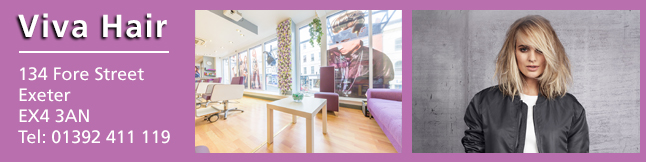 Viva Hair
134 Fore Street
Exeter
EX4 3AN
Tel: 01392 411 119